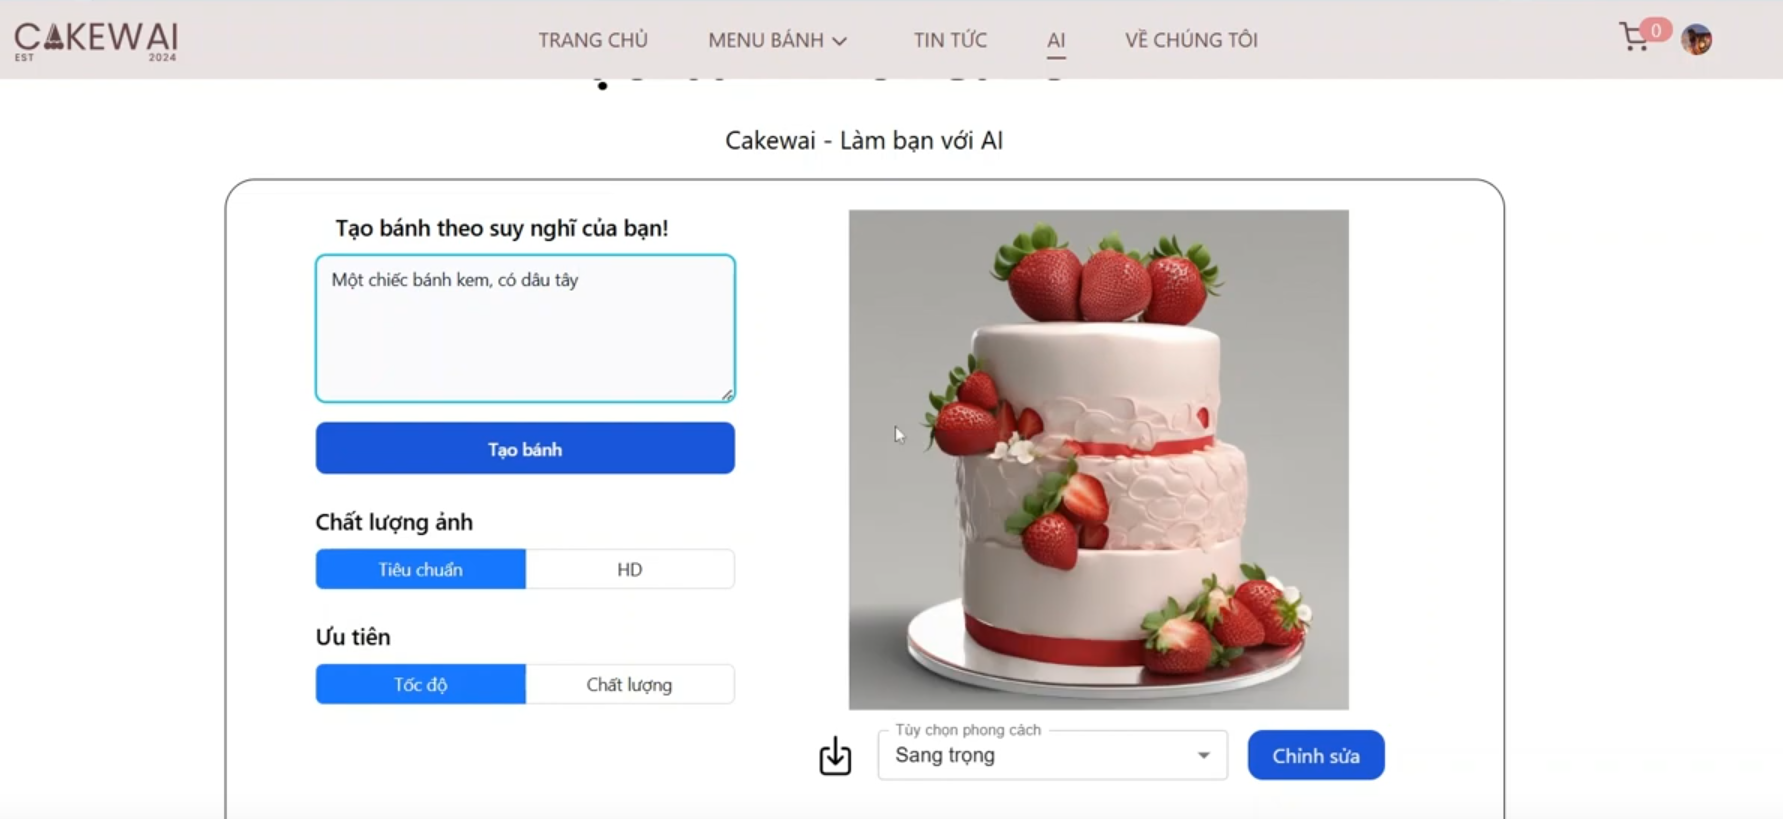 CAKEWAI
EST 2024
TRANG CHỦ
MENU BÁNH
TIN TỨC
AI
VỀ CHÚNG TÔI
0
Cakewai - Làm bạn với AI
Tạo bánh theo suy nghĩ của bạn!
Một chiếc bánh kem, có dâu tây
Tạo bánh
Chất lượng ảnh
Tiêu chuẩn
HD
Ưu tiên
Tốc độ
Chất lượng
Tùy chọn phong cách
Sang trọng
Chỉnh sửa